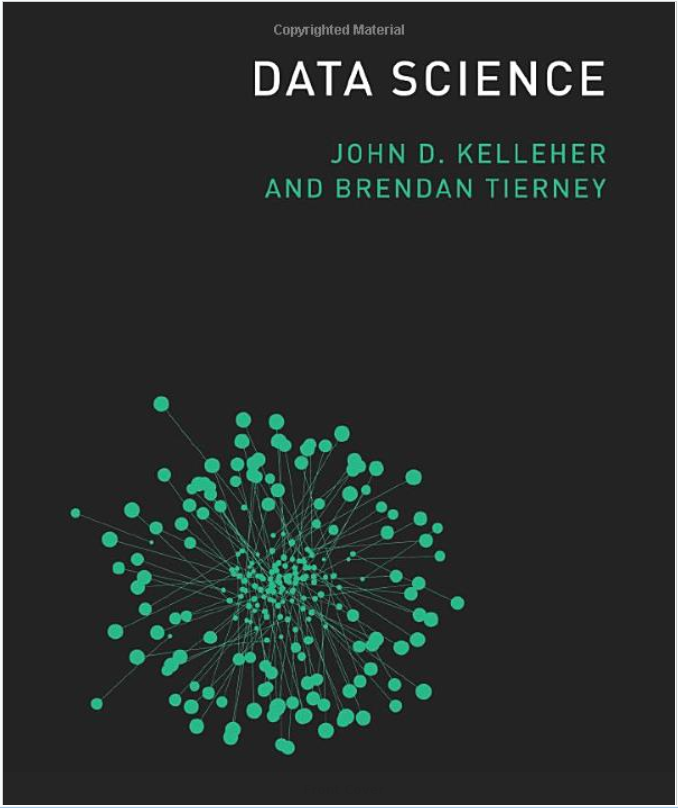 Copyrighted Material
DATA SCIENCE
JOHN D. KELLEHER
AND BRENDAN TIERNEY